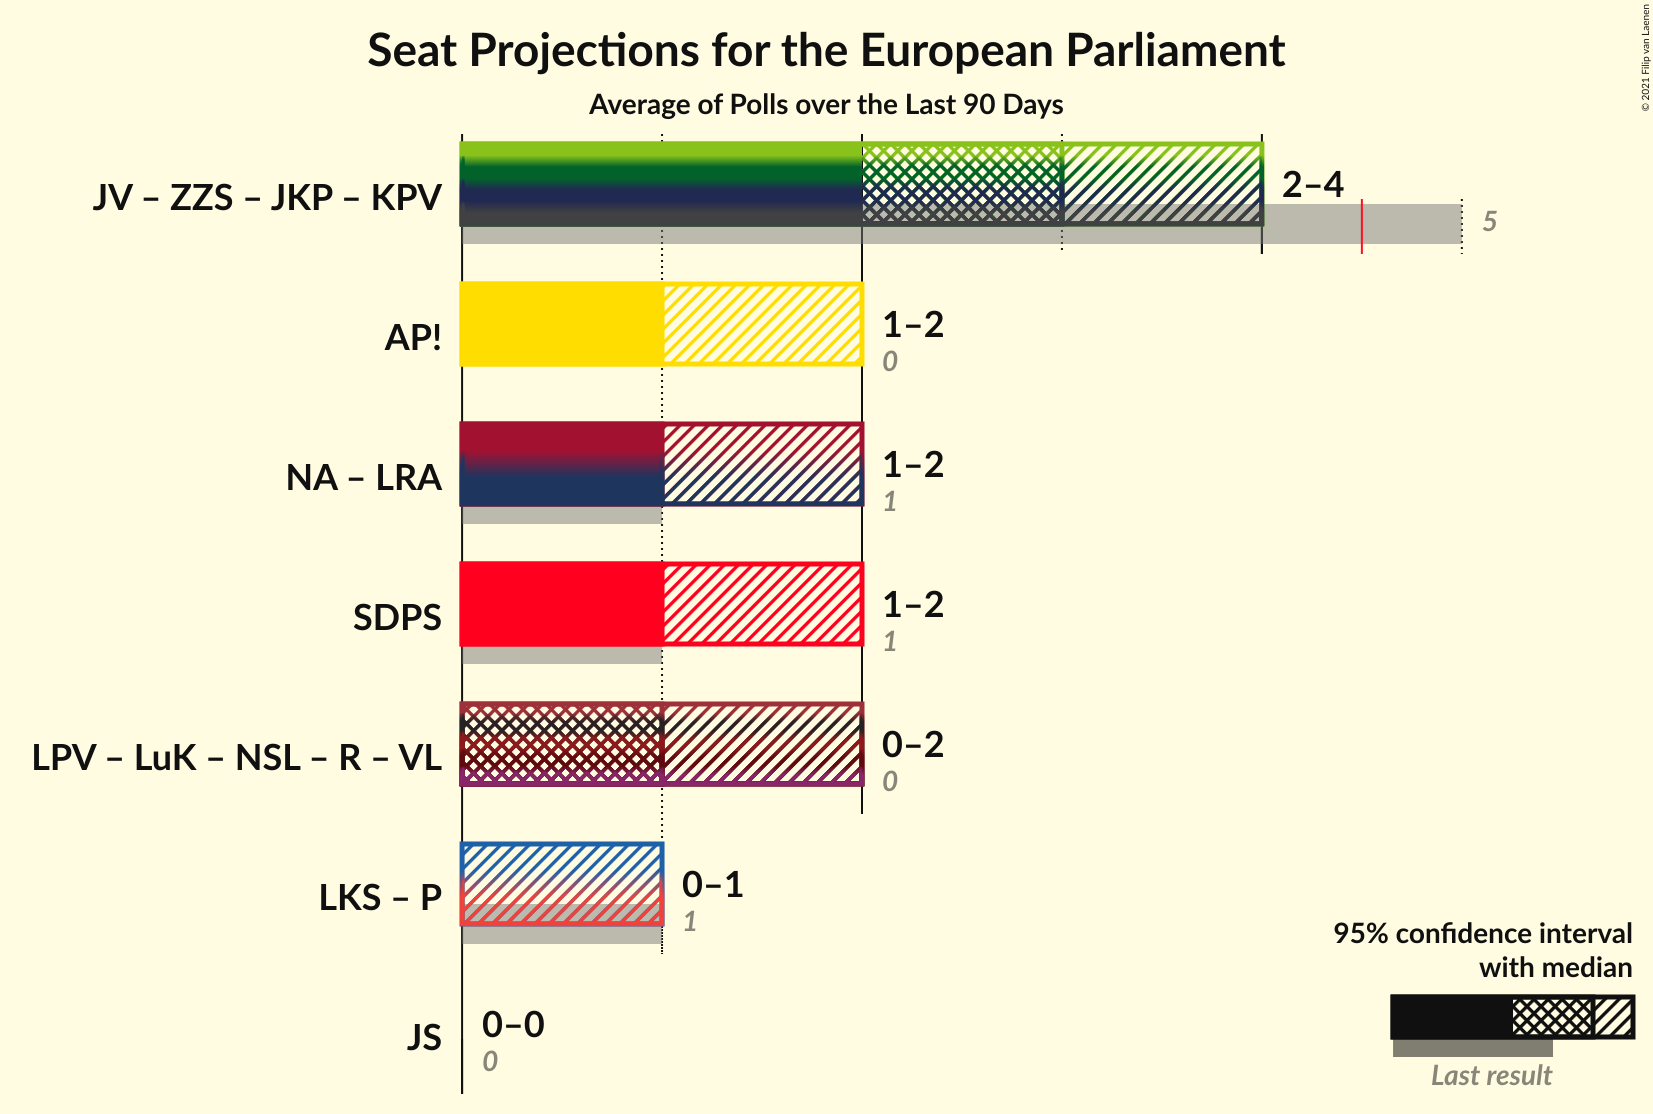 Seat Projections for the European Parliament
Average of Polls over the Last 90 Days
© 2021 Filip van Laenen
JV – ZZS – JKP – KPV
2–4
5
AP!
1–2
0
NA – LRA
1–2
1
SDPS
1–2
1
LPV – LuK – NSL – R – VL
0–2
0
LKS – P
0–1
1
JS
0–0
0
95% confidence interval
with median
Last result